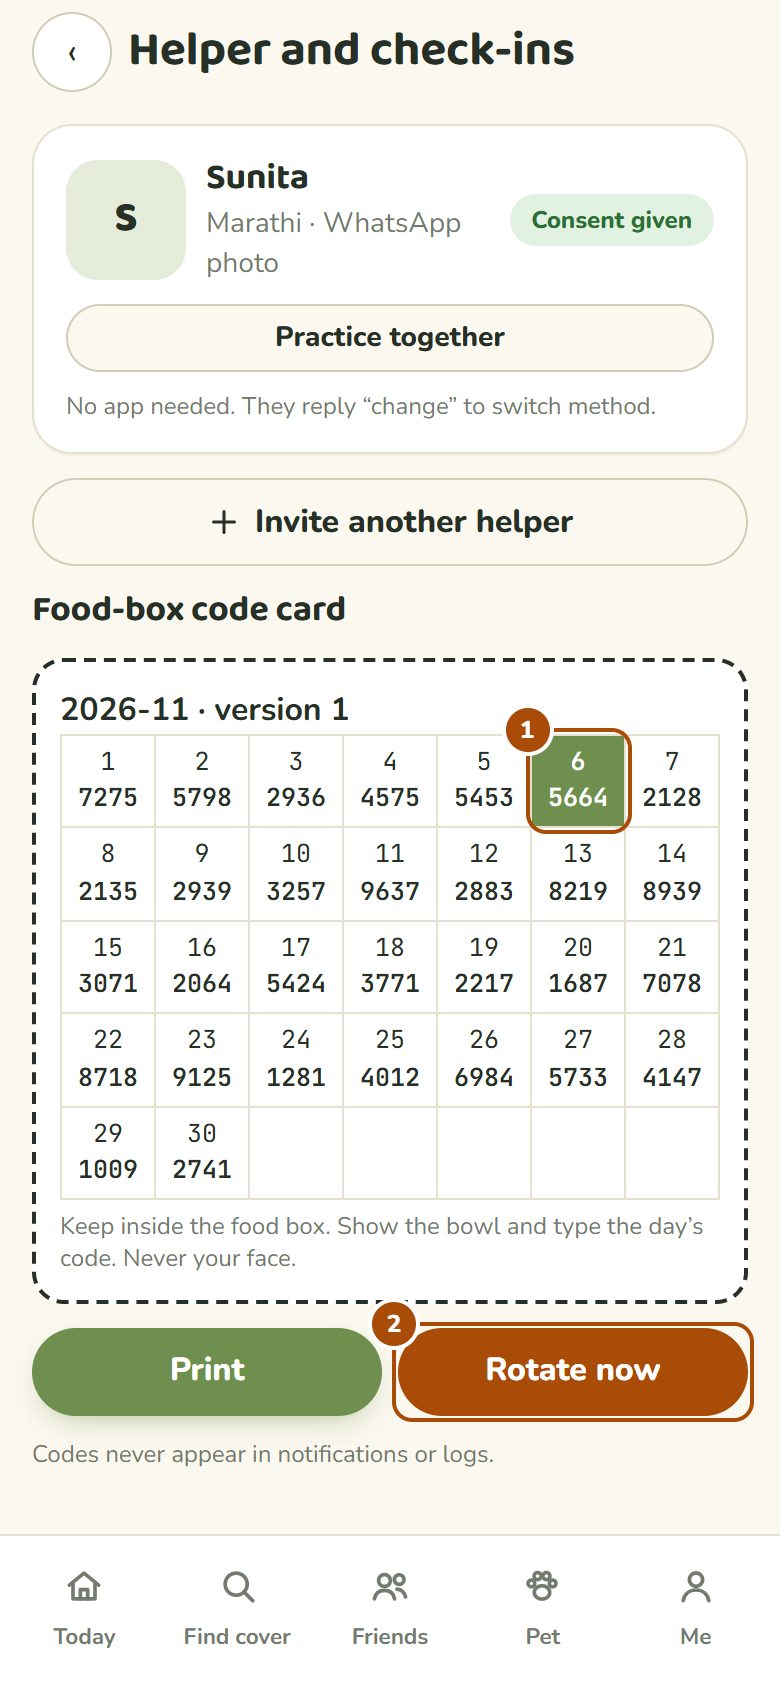 ‹ Helper and check-ins
S
Sunita
Marathi · WhatsApp
photo
Consent given
Practice together
No app needed. They reply “change” to switch method.
+ Invite another helper
Food-box code card
2026-11 · version 1
1
1 2 3 4 5 6 7
7275 5798 2936 4575 5453 5664 2128
8 9 10 11 12 13 14
2135 2939 3257 9637 2883 8219 8939
15 16 17 18 19 20 21
3071 2064 5424 3771 2217 1687 7078
22 23 24 25 26 27 28
8718 9125 1281 4012 6984 5733 4147
29 30
1009 2741
Keep inside the food box. Show the bowl and type the day’s
code. Never your face.
2
Print Rotate now
Codes never appear in notifications or logs.
Today Find cover Friends Pet Me